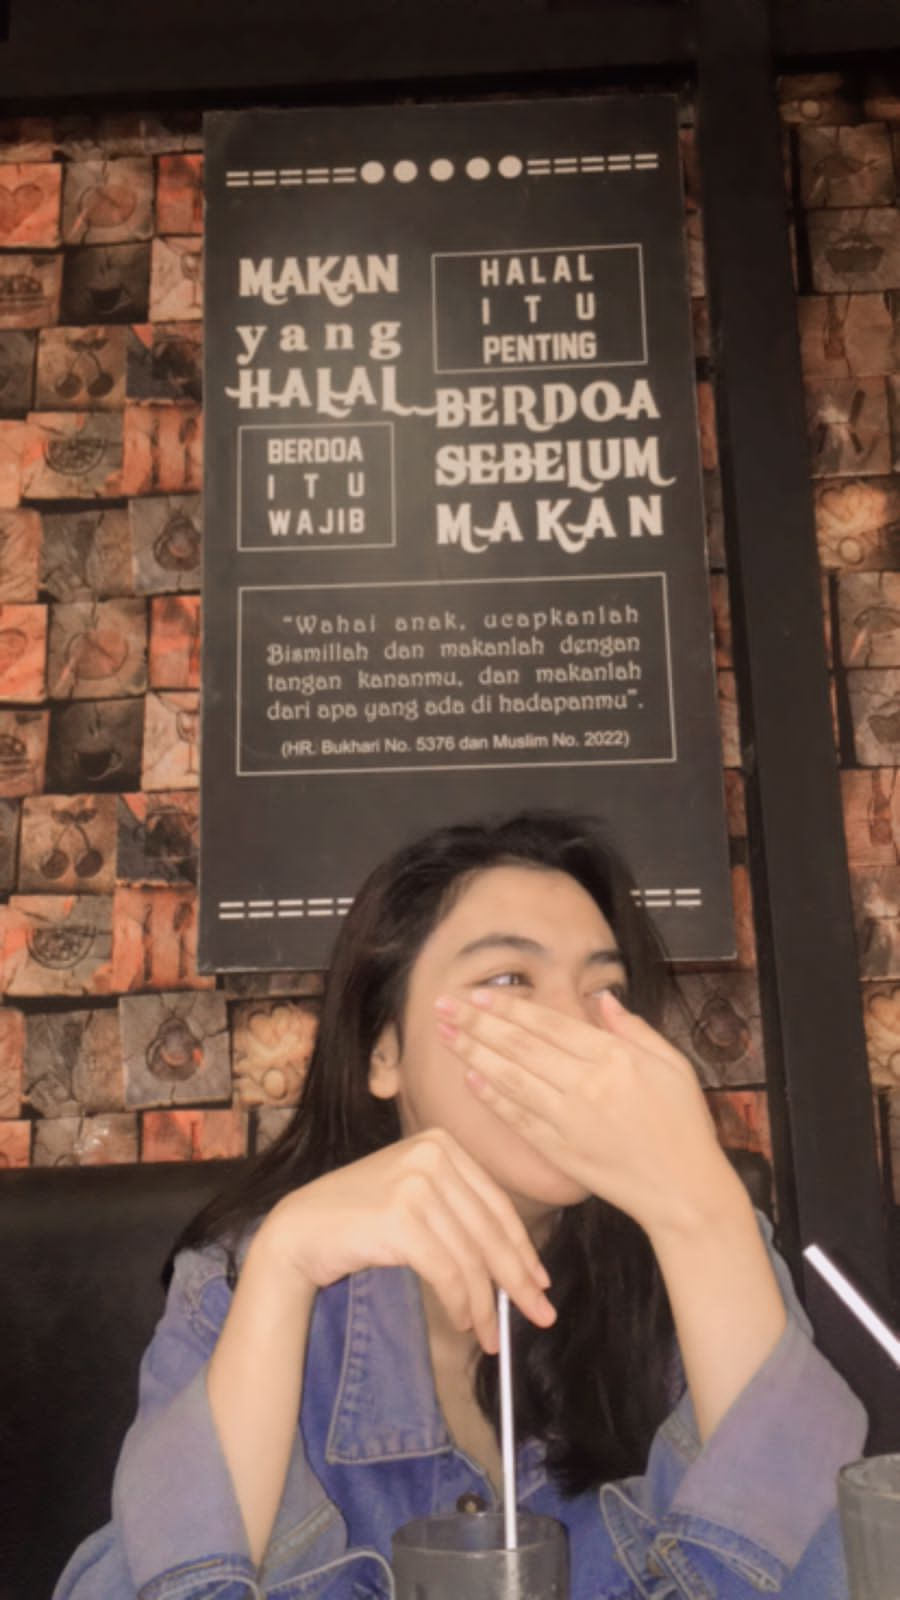 MAKAN
yang
HALAL
BERDOA
ITU
WAJIB
HALAL
ITU
PENTING
BERDOA
SEBELUM
MAKAN
"Wahai anak, ucapkanlah
Bismillah dan makanlah dengan
tangan kananmu, dan makanlah
dari apa yang ada di hadapanmu".
(HR. Bukhari No. 5376 dan Muslim No. 2022)